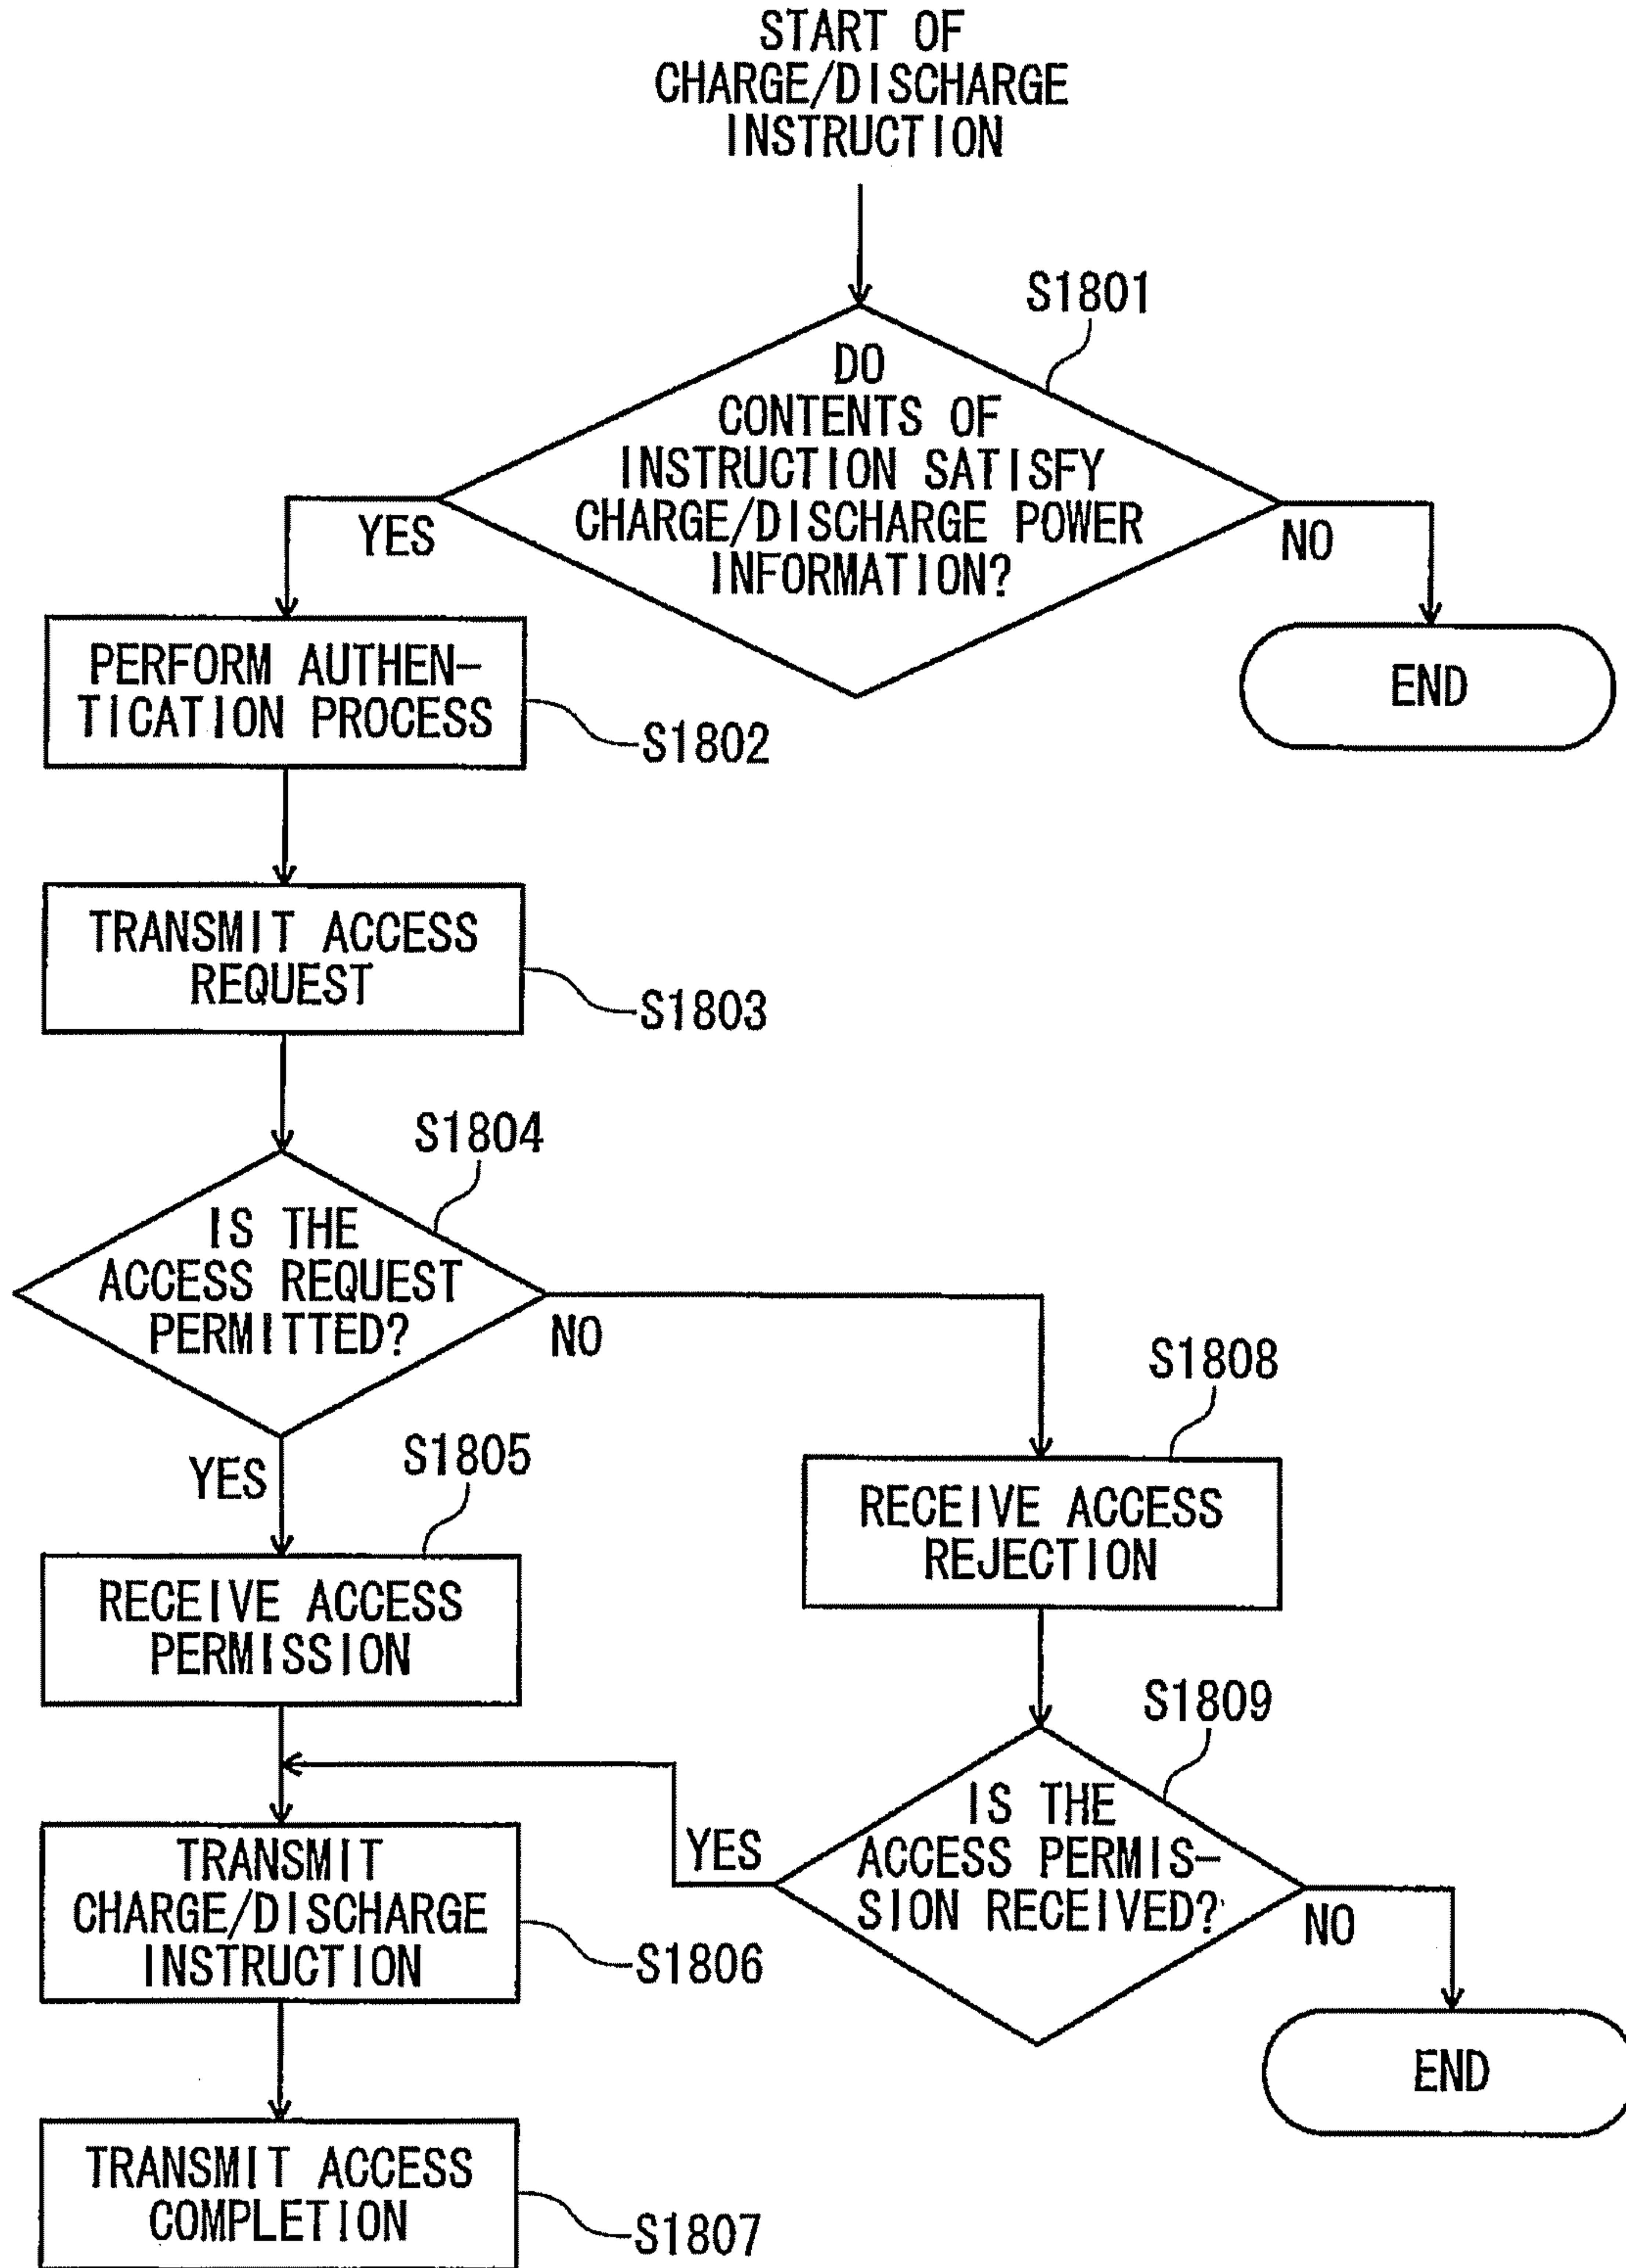 START OF
CHARGE/DISCHARGE
INSTRUCTION
S1801
DO
CONTENTS OF
INSTRUCTION SATISFY
CHARGE/DISCHARGE POWER
INFORMATION?
YES
NO
PERFORM AUTHEN-
TICATION PROCESS
S1802
END
TRANSMIT ACCESS
REQUEST
S1803
S1804
IS THE
ACCESS REQUEST
PERMITTED?
NO
YES
S1805
S1808
RECEIVE ACCESS
REJECTION
RECEIVE ACCESS
PERMISSION
S1809
IS THE
ACCESS PERMIS-
SION RECEIVED?
YES
NO
TRANSMIT
CHARGE/DISCHARGE
INSTRUCTION
S1806
END
TRANSMIT ACCESS
COMPLETION
S1807